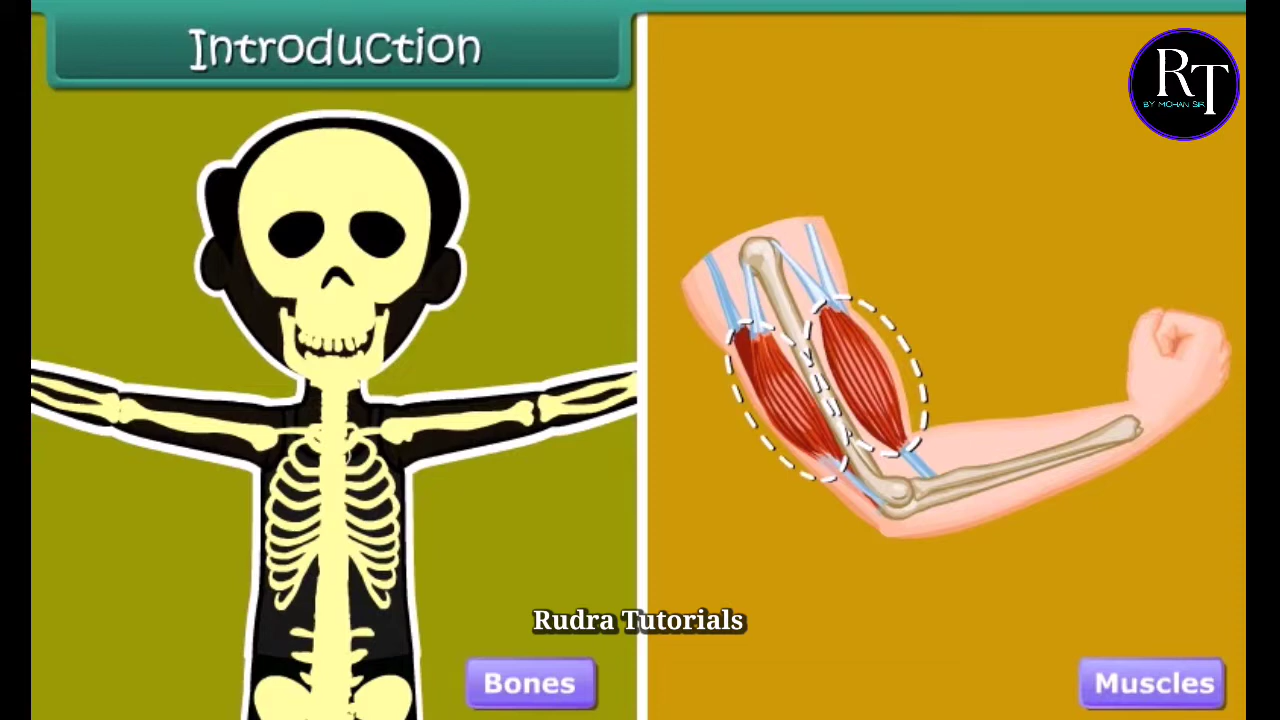 Introduction
RT
BY MOHAN SIR
Rudra Tutorials
Bones
Muscles